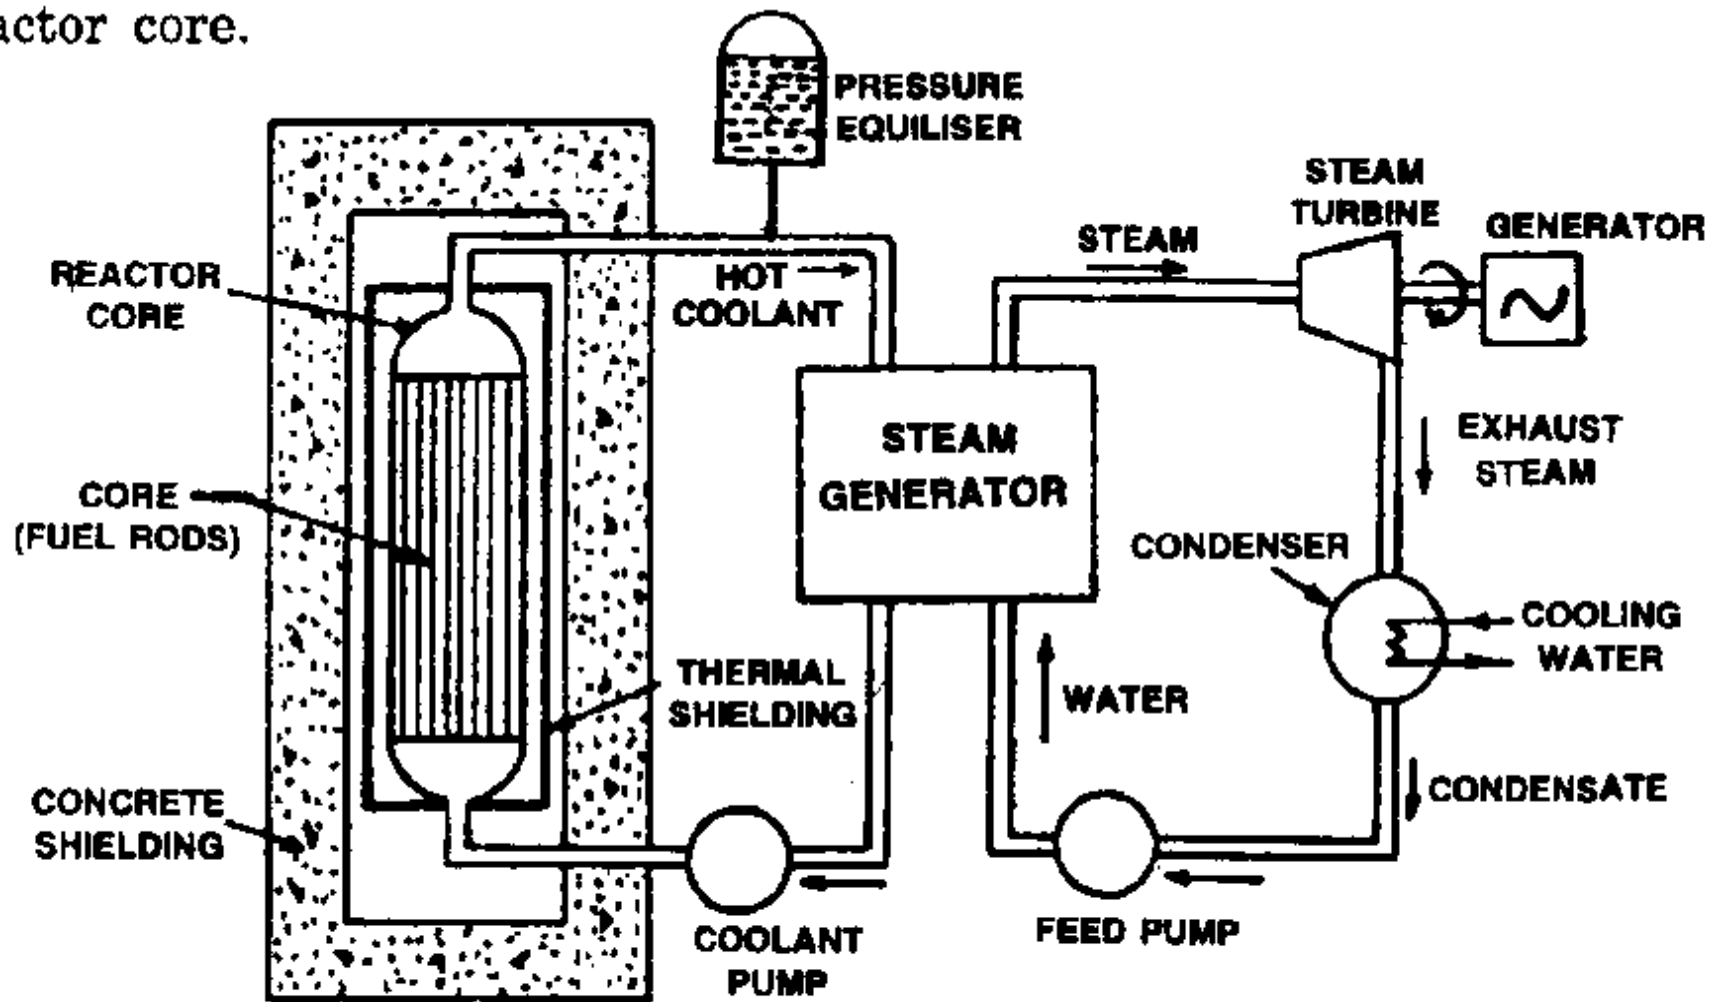 actor core.
PRESSURE
EQUILISER
STEAM
TURBINE
GENERATOR
STEAM
REACTOR
CORE
HOT
COOLANT
STEAM
GENERATOR
EXHAUST
STEAM
CORE
(FUEL RODS)
CONDENSER
COOLING
WATER
THERMAL
SHIELDING
WATER
CONCRETE
SHIELDING
CONDENSATE
COOLANT
PUMP
FEED PUMP